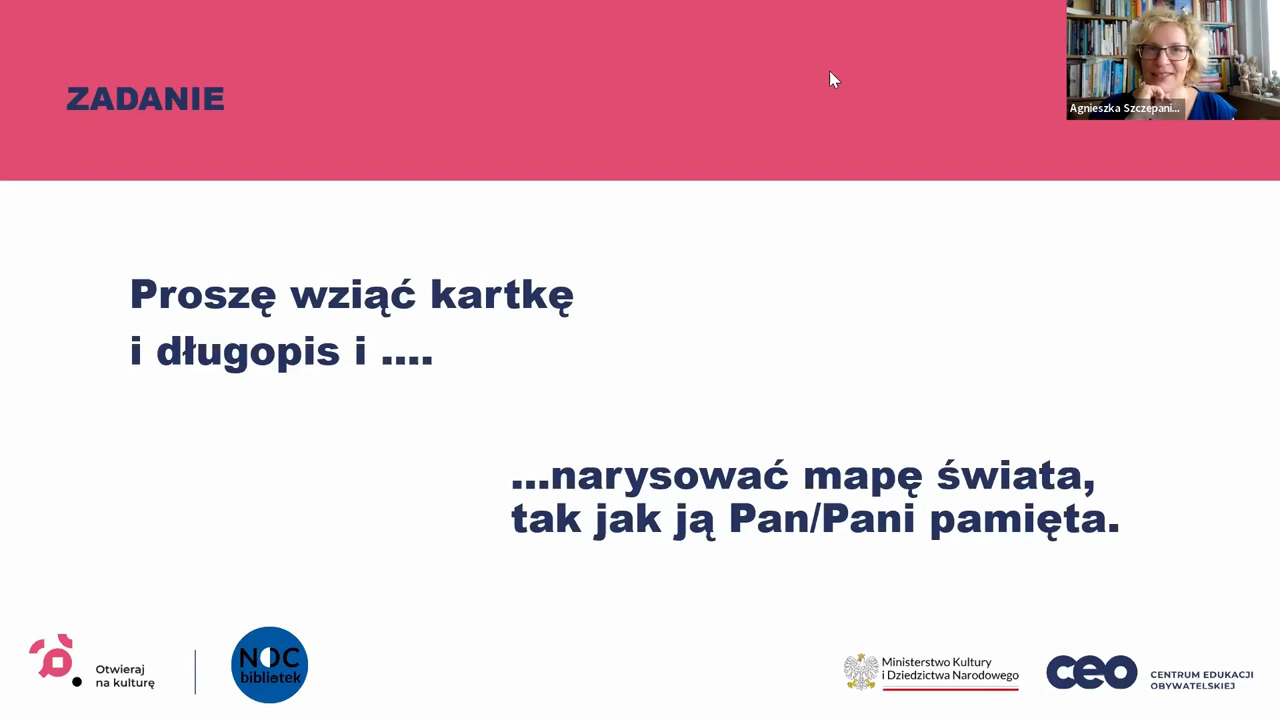 ZADANIE
Agnieszka Szczepani...
Proszę wziąć kartkę
i długopis i ....
...narysować mapę świata,
tak jak ją Pan/Pani pamięta.
Otwieraj
na kulturę
NOC
bibliotek
Ministerstwo Kultury
i Dziedzictwa Narodowego
ceo
CENTRUM EDUKACJI
OBYWATELSKIEJ